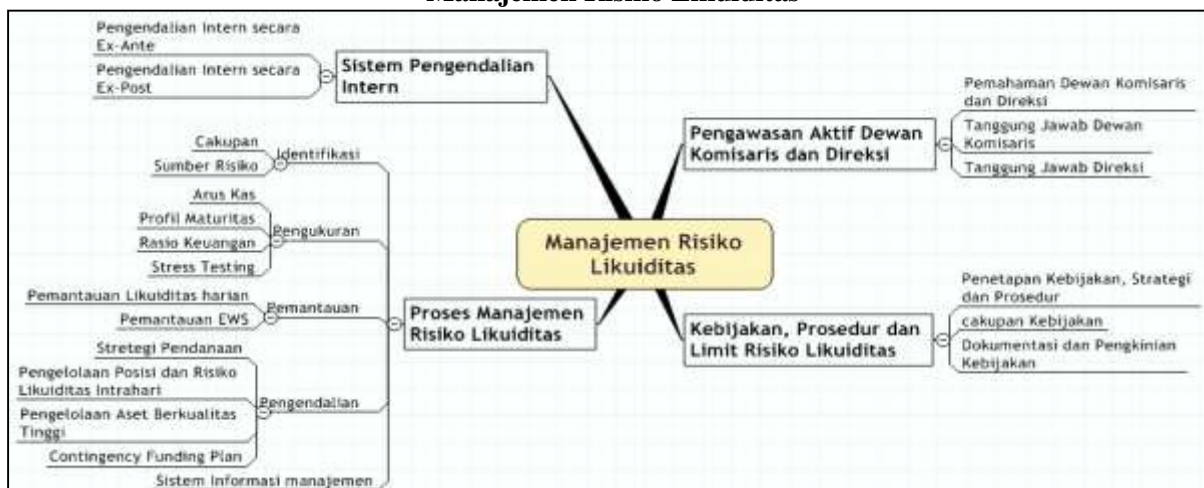 Manajemen Risiko Likuiditas
Pengendalian Intern secara
Ex-Ante
Pengendalian Intern secara
Ex-Post
Sistem Pengendalian
Intern
Cakupan
Sumber Risiko
Identifikasi
Arus Kas
Profil Maturitas
Rasio Keuangan
Stress Testing
Pengukuran
Pemantauan Likuiditas harian
Pemantauan EWS
Pemantauan
Stretegi Pendanaan
Pengelolaan Posisi dan Risiko
Likuiditas Intrahari
Pengelolaan Aset Berkualitas
Tinggi
Contingency Funding Plan
Pengendalian
Sistem Informasi manajemen
Proses Manajemen
Risiko Likuiditas
Manajemen Risiko
Likuiditas
Pengawasan Aktif Dewan
Komisaris dan Direksi
Pemahaman Dewan Komisaris
dan Direksi
Tanggung Jawab Dewan
Komisaris
Tanggung Jawab Direksi
Kebijakan, Prosedur dan
Limit Risiko Likuiditas
Penetapan Kebijakan, Strategi
dan Prosedur
cakupan Kebijakan
Dokumentasi dan Pengkinian
Kebijakan